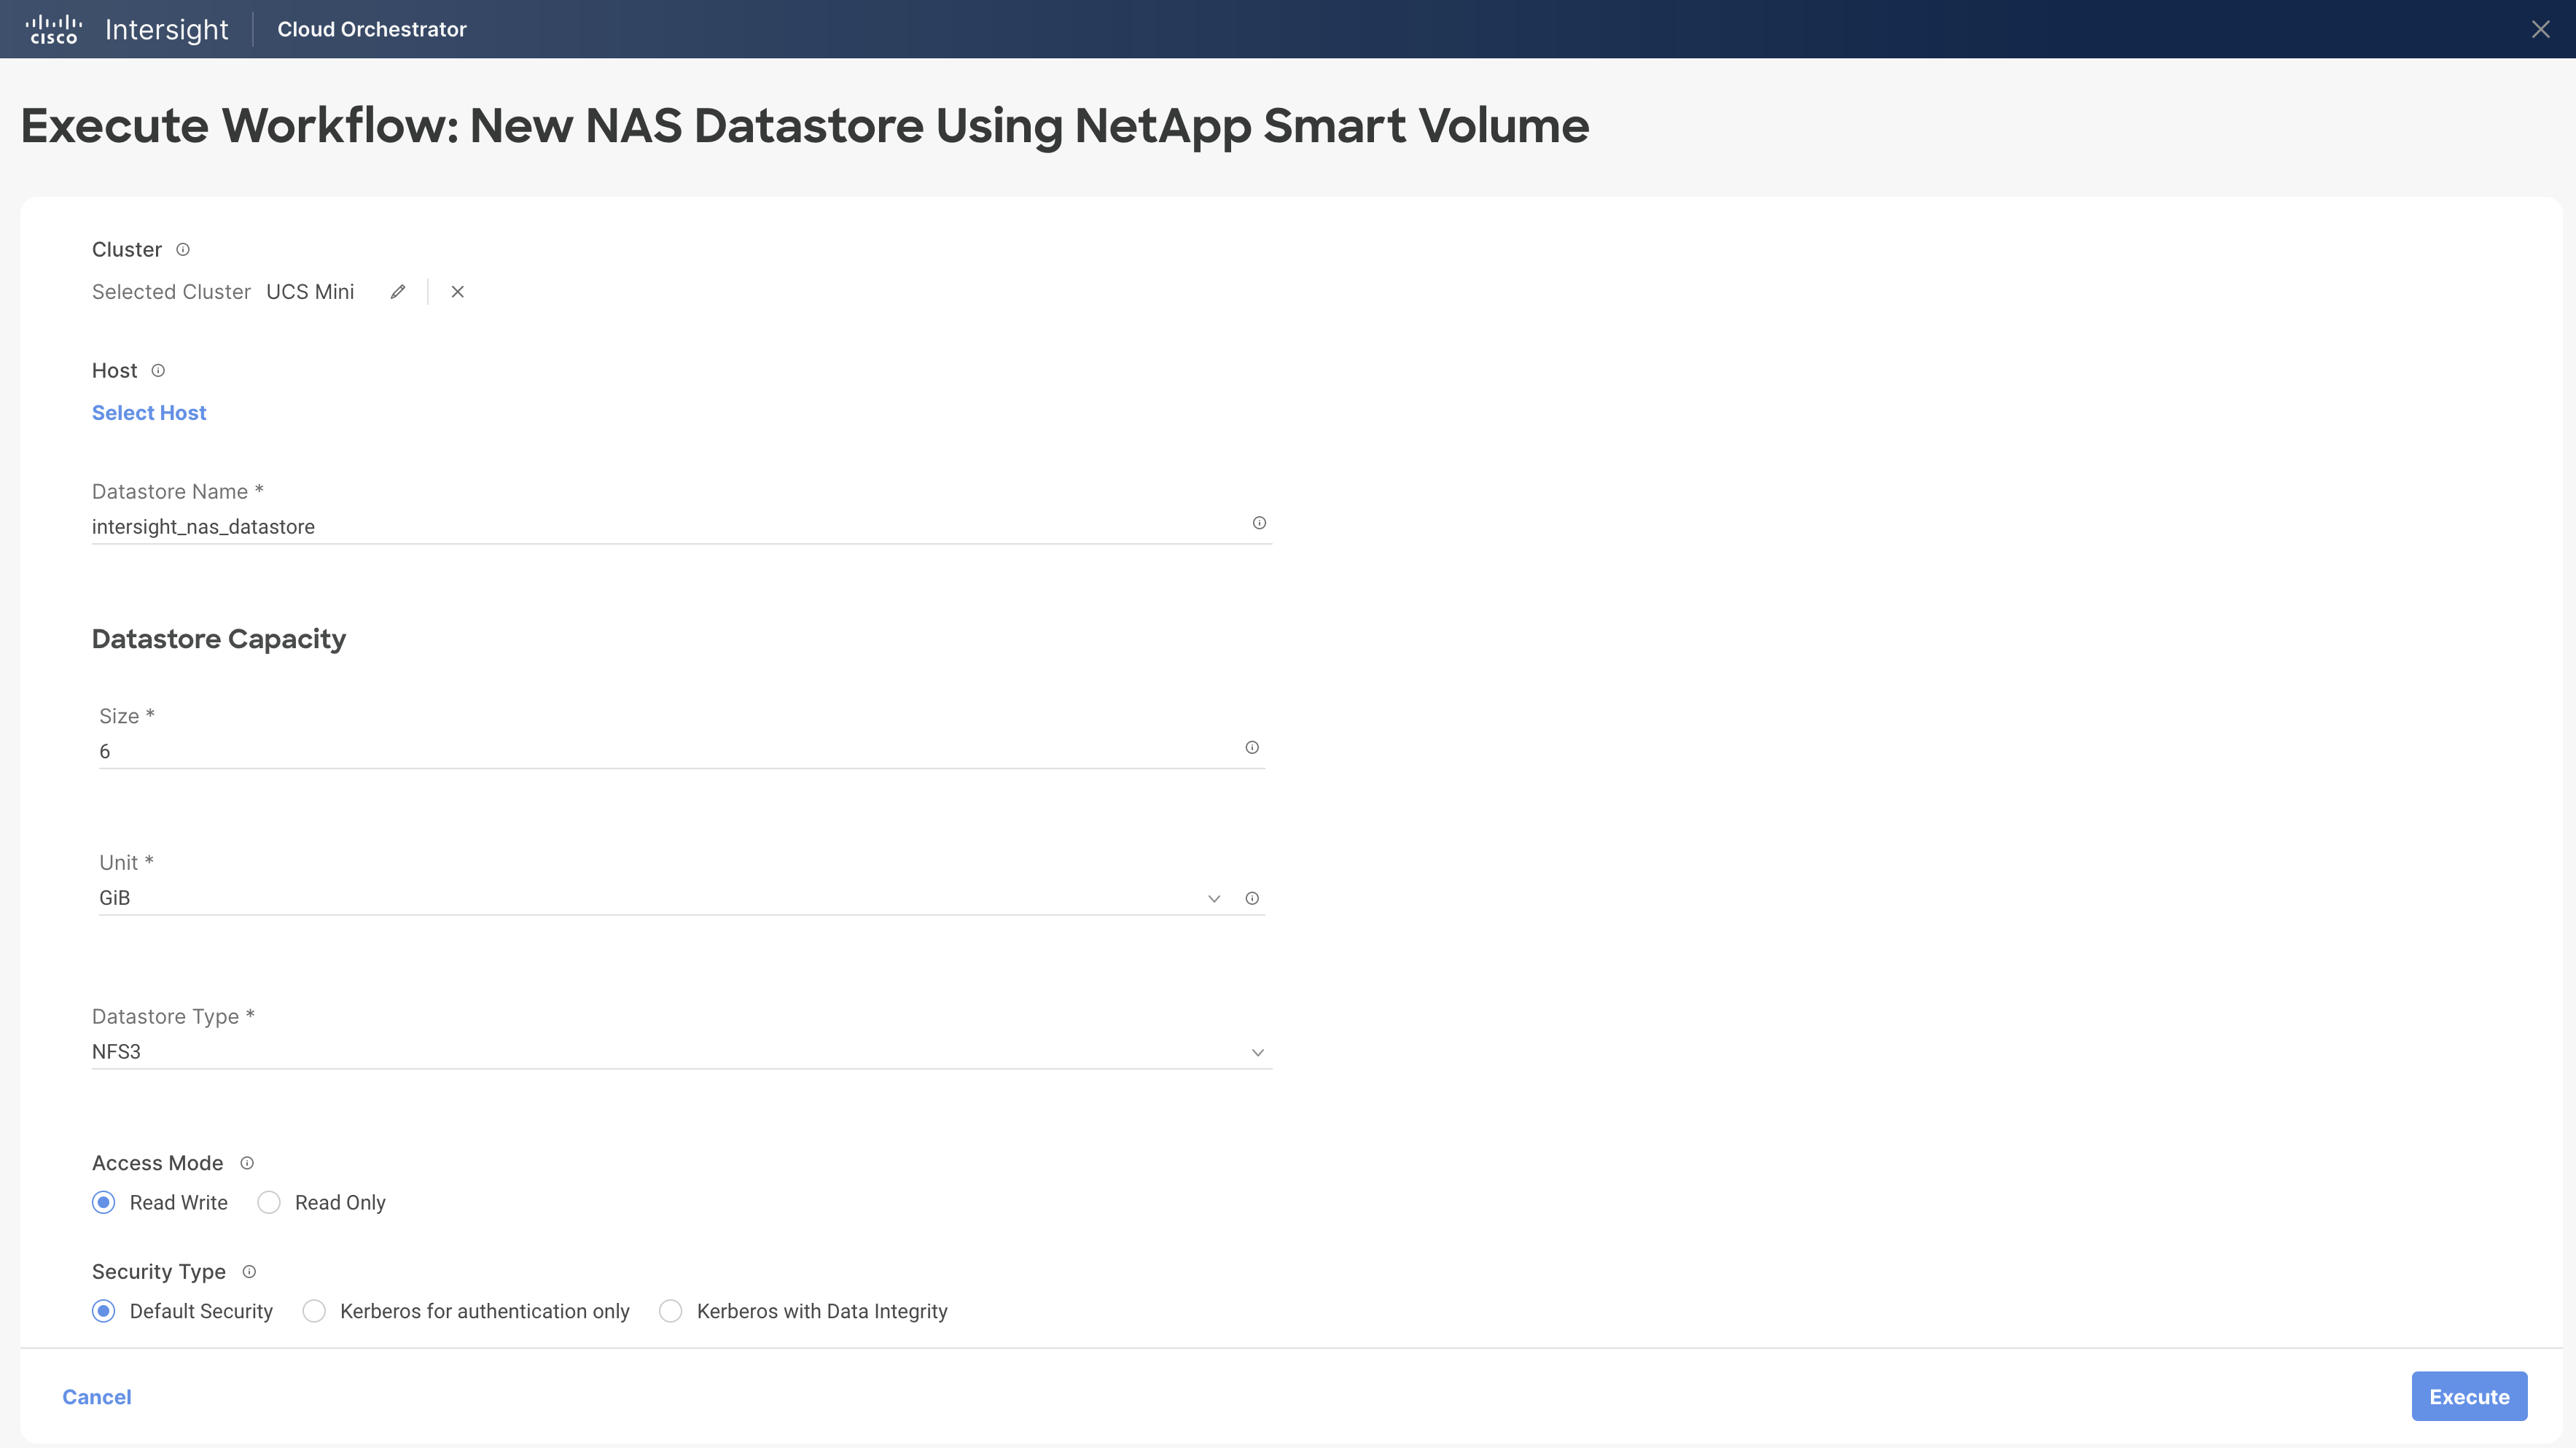 cisco Intersight Cloud Orchestrator
Execute Workflow: New NAS Datastore Using NetApp Smart Volume
Cluster
Selected Cluster UCS Mini
Host
Select Host
Datastore Name *
intersight_nas_datastore
Datastore Capacity
Size *
6
Unit *
GiB
Datastore Type *
NFS3
Access Mode
Read Write Read Only
Security Type
Default Security Kerberos for authentication only Kerberos with Data Integrity
Cancel Execute